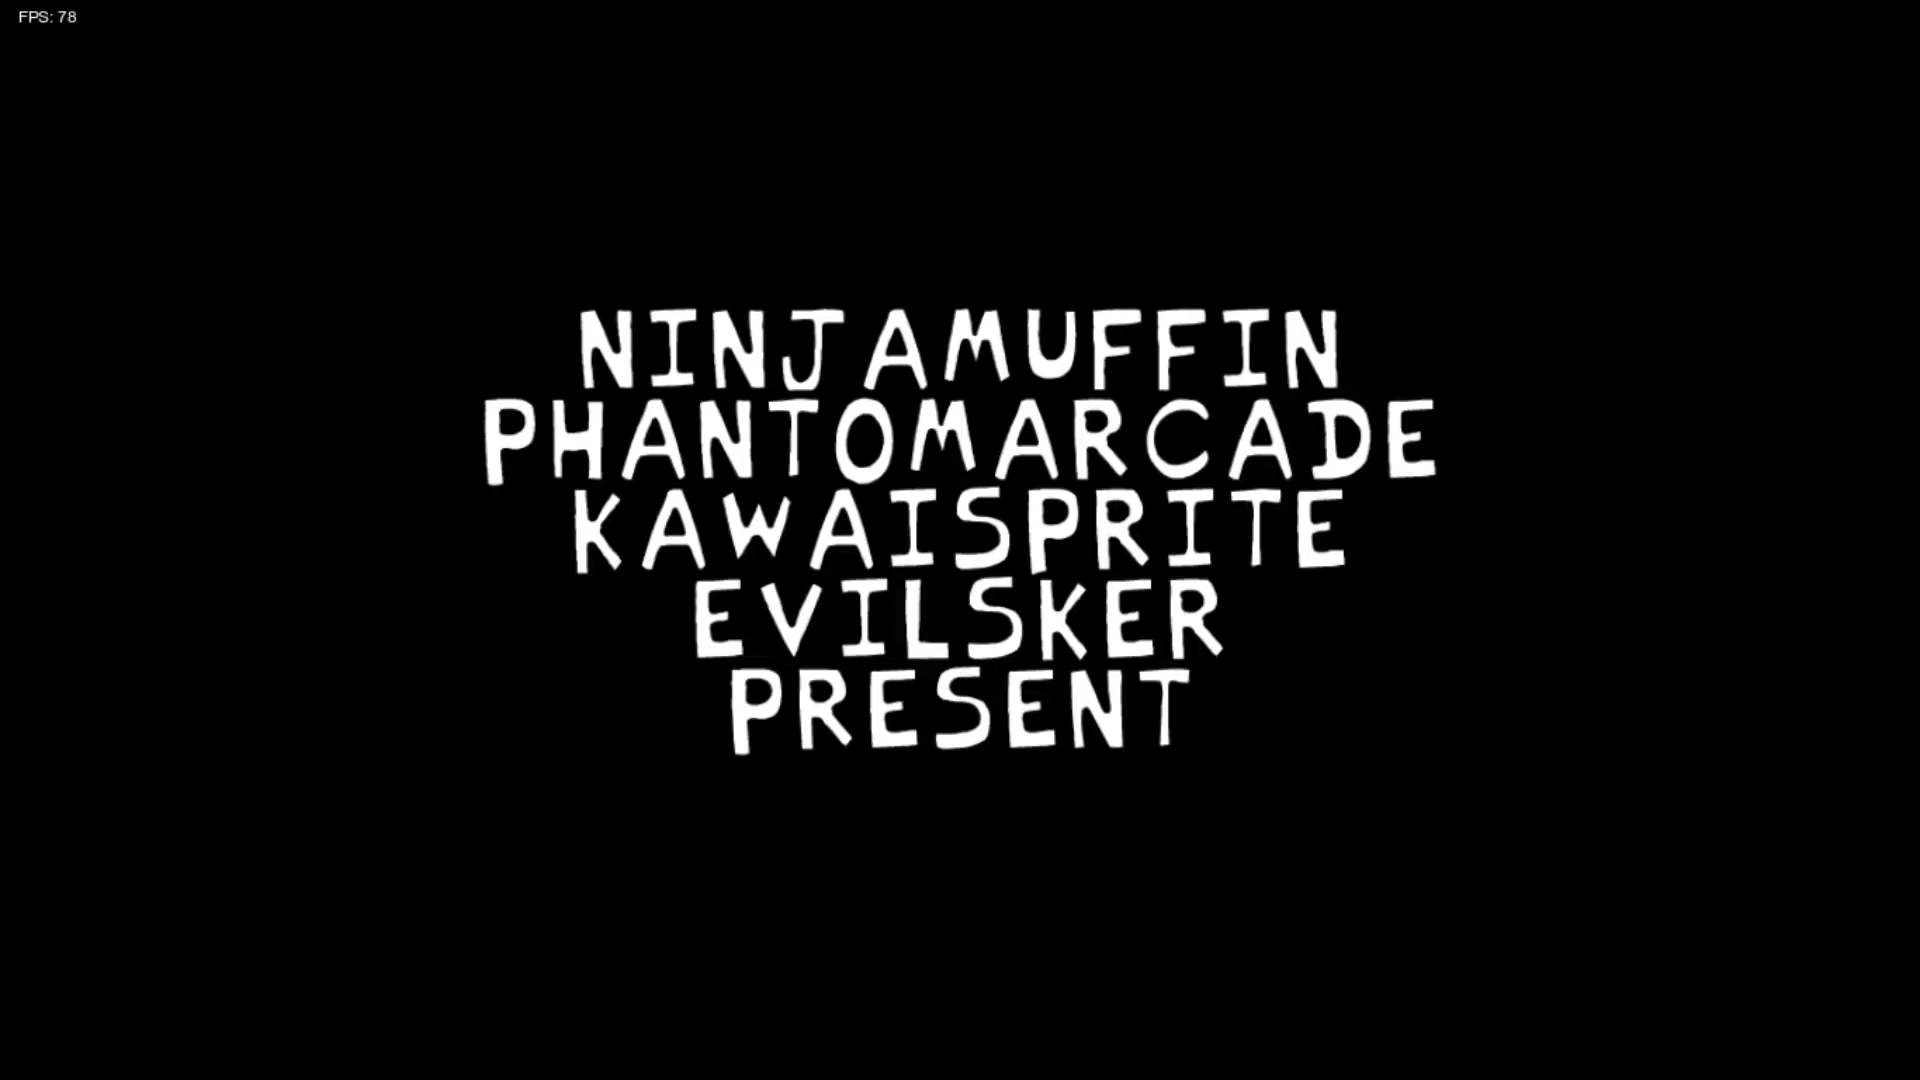 FPS: 78
NINJAMUFFIN
PHANTOMARCADE
KAWAISPRITE
EVILSKER
PRESENT